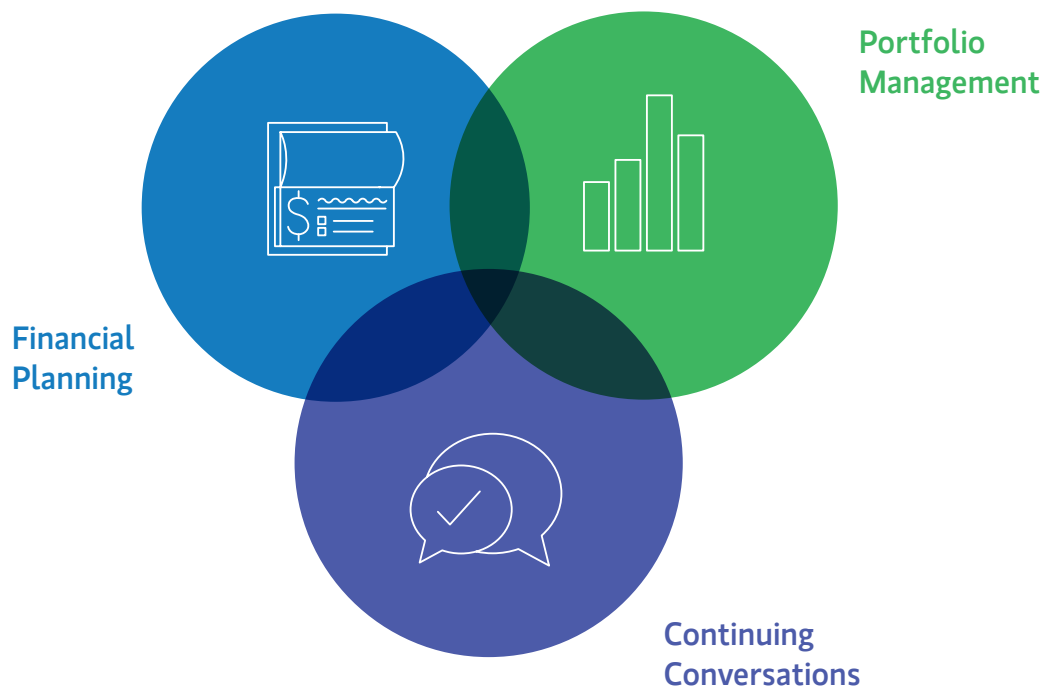 Portfolio
Management
$
Financial
Planning
Continuing
Conversations